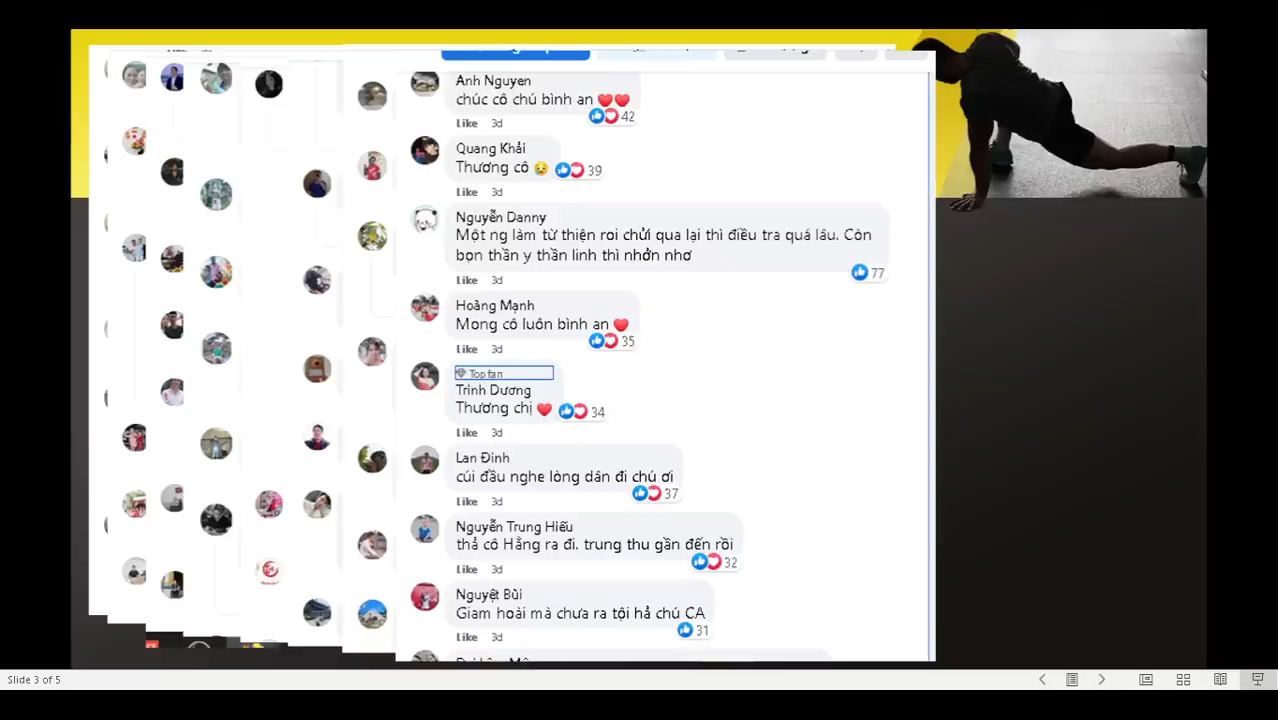 Anh Nguyen
chúc cô chú bình an ❤️❤️
42
Like 3d
Quang Khải
Thương cô 😥
39
Like 3d
Nguyễn Danny
Một ng làm từ thiện roi chửi qua lại thì điều tra quá lâu. Còn
bọn thần y thần linh thì nhởn nhơ
77
Like 3d
Hoàng Mạnh
Mong cô luôn bình an ❤️
35
Like 3d
Top fan
Trinh Dương
Thương chị ❤️
34
Like 3d
Lan Đinh
cúi đầu nghe lòng dân đi chú ơi
37
Like 3d
Nguyễn Trung Hiếu
thả cô Hằng ra đi. trung thu gần đến rồi
32
Like 3d
Nguyệt Bùi
Giam hoài mà chưa ra tội hả chú CA
31
Like 3d
Slide 3 of 5